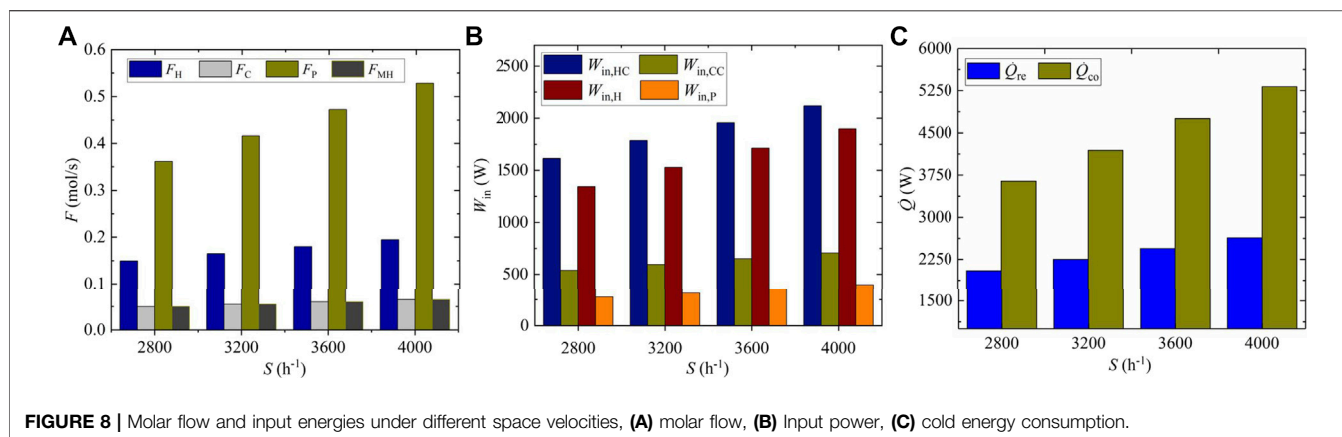 A
0.6
0.5
0.4
0.3
0.2
0.1
0.0
F (mol/s)
F_H F_C F_P F_MH
2800 3200 3600 4000
S (h⁻¹)
B
2500
2000
1500
1000
500
0
W_in (W)
W_in,HC W_in,CC
W_in,H W_in,P
2800 3200 3600 4000
S (h⁻¹)
C
6000
5250
4500
3750
3000
2250
1500
Q̇ (W)
Q̇_re Q̇_co
2800 3200 3600 4000
S (h⁻¹)
FIGURE 8 | Molar flow and input energies under different space velocities, (A) molar flow, (B) Input power, (C) cold energy consumption.